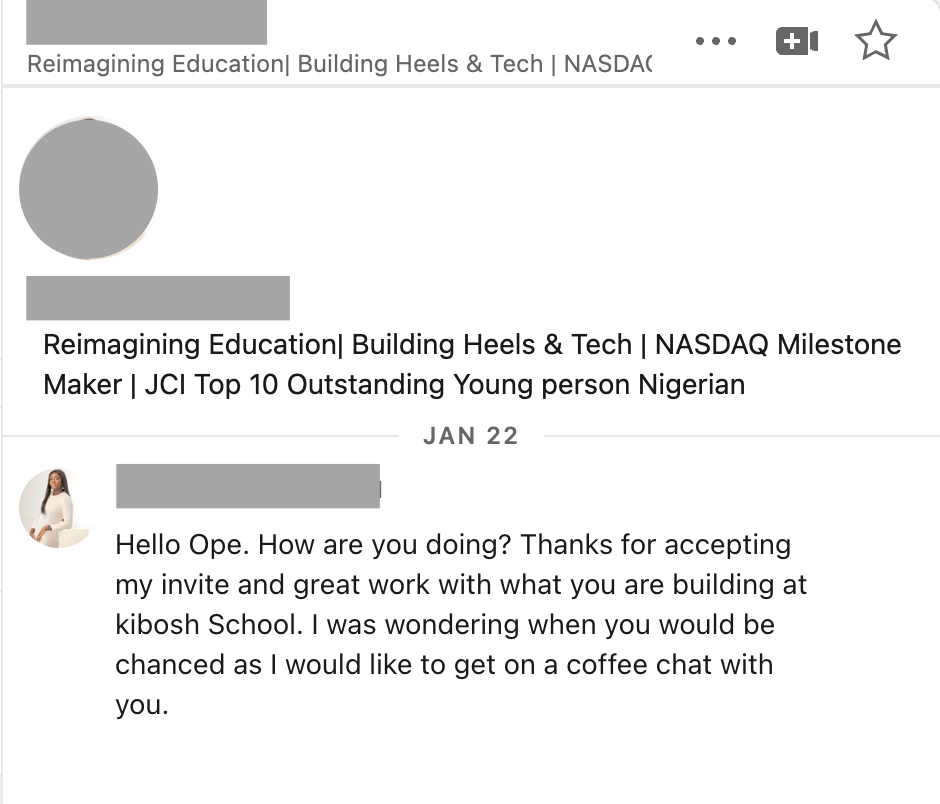 Reimagining Education| Building Heels & Tech | NASDAQ
Reimagining Education| Building Heels & Tech | NASDAQ Milestone
Maker | JCI Top 10 Outstanding Young person Nigerian
JAN 22
Hello Ope. How are you doing? Thanks for accepting
my invite and great work with what you are building at
kibosh School. I was wondering when you would be
chanced as I would like to get on a coffee chat with
you.